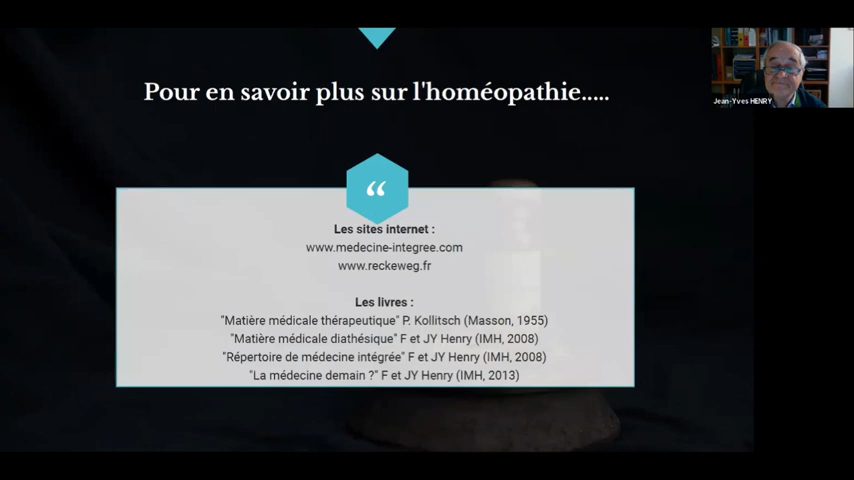 Pour en savoir plus sur l'homéopathie.....
Jean-Yves HENRY
“
Les sites internet :
www.medecine-integree.com
www.reckeweg.fr
Les livres :
"Matière médicale thérapeutique" P. Kollitsch (Masson, 1955)
"Matière médicale diathésique" F et JY Henry (IMH, 2008)
"Répertoire de médecine intégrée" F et JY Henry (IMH, 2008)
"La médecine demain ?" F et JY Henry (IMH, 2013)